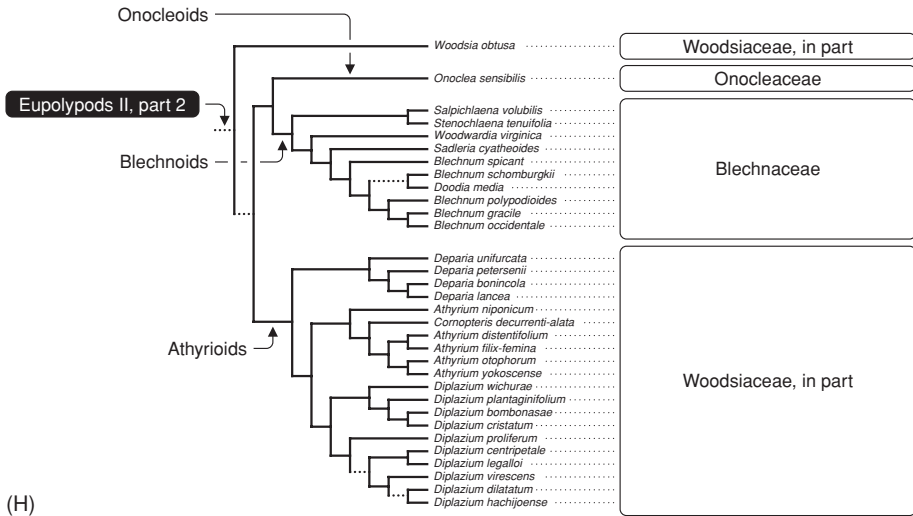 Onocleoids
Woodsia obtusa
Woodsiaceae, in part
Onoclea sensibilis
Onocleaceae
Eupolypods II, part 2
Salpichlaena volubilis
Stenochlaena tenuifolia
Woodwardia virginica
Sadleria cyatheoides
Blechnoids
Blechnum spicant
Blechnaceae
Blechnum schomburgkii
Doodia media
Blechnum polypodioides
Blechnum gracile
Blechnum occidentale
Deparia unifurcata
Deparia petersenii
Deparia bonincola
Deparia lancea
Athyrium niponicum
Cornopteris decurrenti-alata
Athyrium distentifolium
Athyrioids
Athyrium filix-femina
Athyrium otophorum
Athyrium yokoscense
Woodsiaceae, in part
Diplazium wichurae
Diplazium plantaginifolium
Diplazium bombonasae
Diplazium cristatum
Diplazium proliferum
Diplazium centripetale
Diplazium legalloi
Diplazium virescens
Diplazium dilatatum
Diplazium hachijoense
(H)